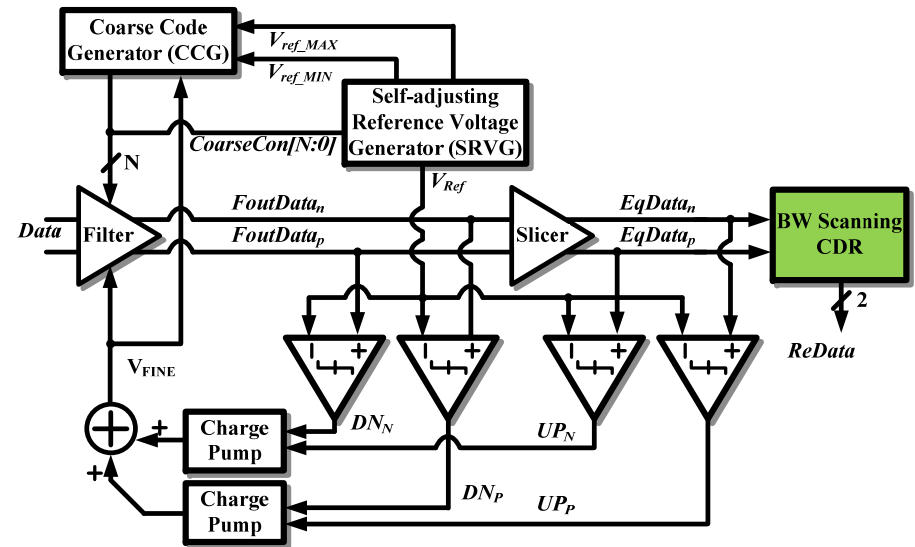 Coarse Code
Generator (CCG)
V_ref_MAX
V_ref_MIN
Self-adjusting
Reference Voltage
Generator (SRVG)
CoarseCon[N:0]
N
V_Ref
Data
Filter
FoutData_n
FoutData_p
Slicer
EqData_n
EqData_p
BW Scanning
CDR
2
ReData
− +
− +
− +
− +
V_FINE
+
+
+
Charge
Pump
DN_N
UP_N
Charge
Pump
DN_P
UP_P